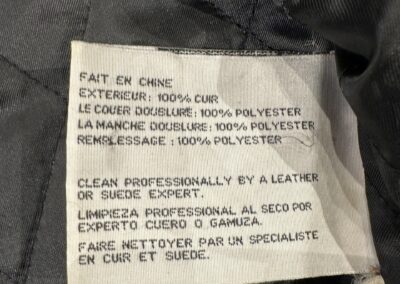 FAIT EN CHINE
EXTERIEUR: 100% CUIR
LE COUER DOUBLURE: 100% POLYESTER
LA MANCHE DOUBLURE: 100% POLYESTER
REMPLESSAGE : 100% POLYESTER
CLEAN PROFESSIONALLY BY A LEATHER
OR SUEDE EXPERT.
LIMIPIEZA PROFESSIONAL AL SECO POR
EXPERTO CUERO O GAMUZA.
FAIRE NETTOYER PAR UN SPECIALISTE
EN CUIR ET SUEDE.